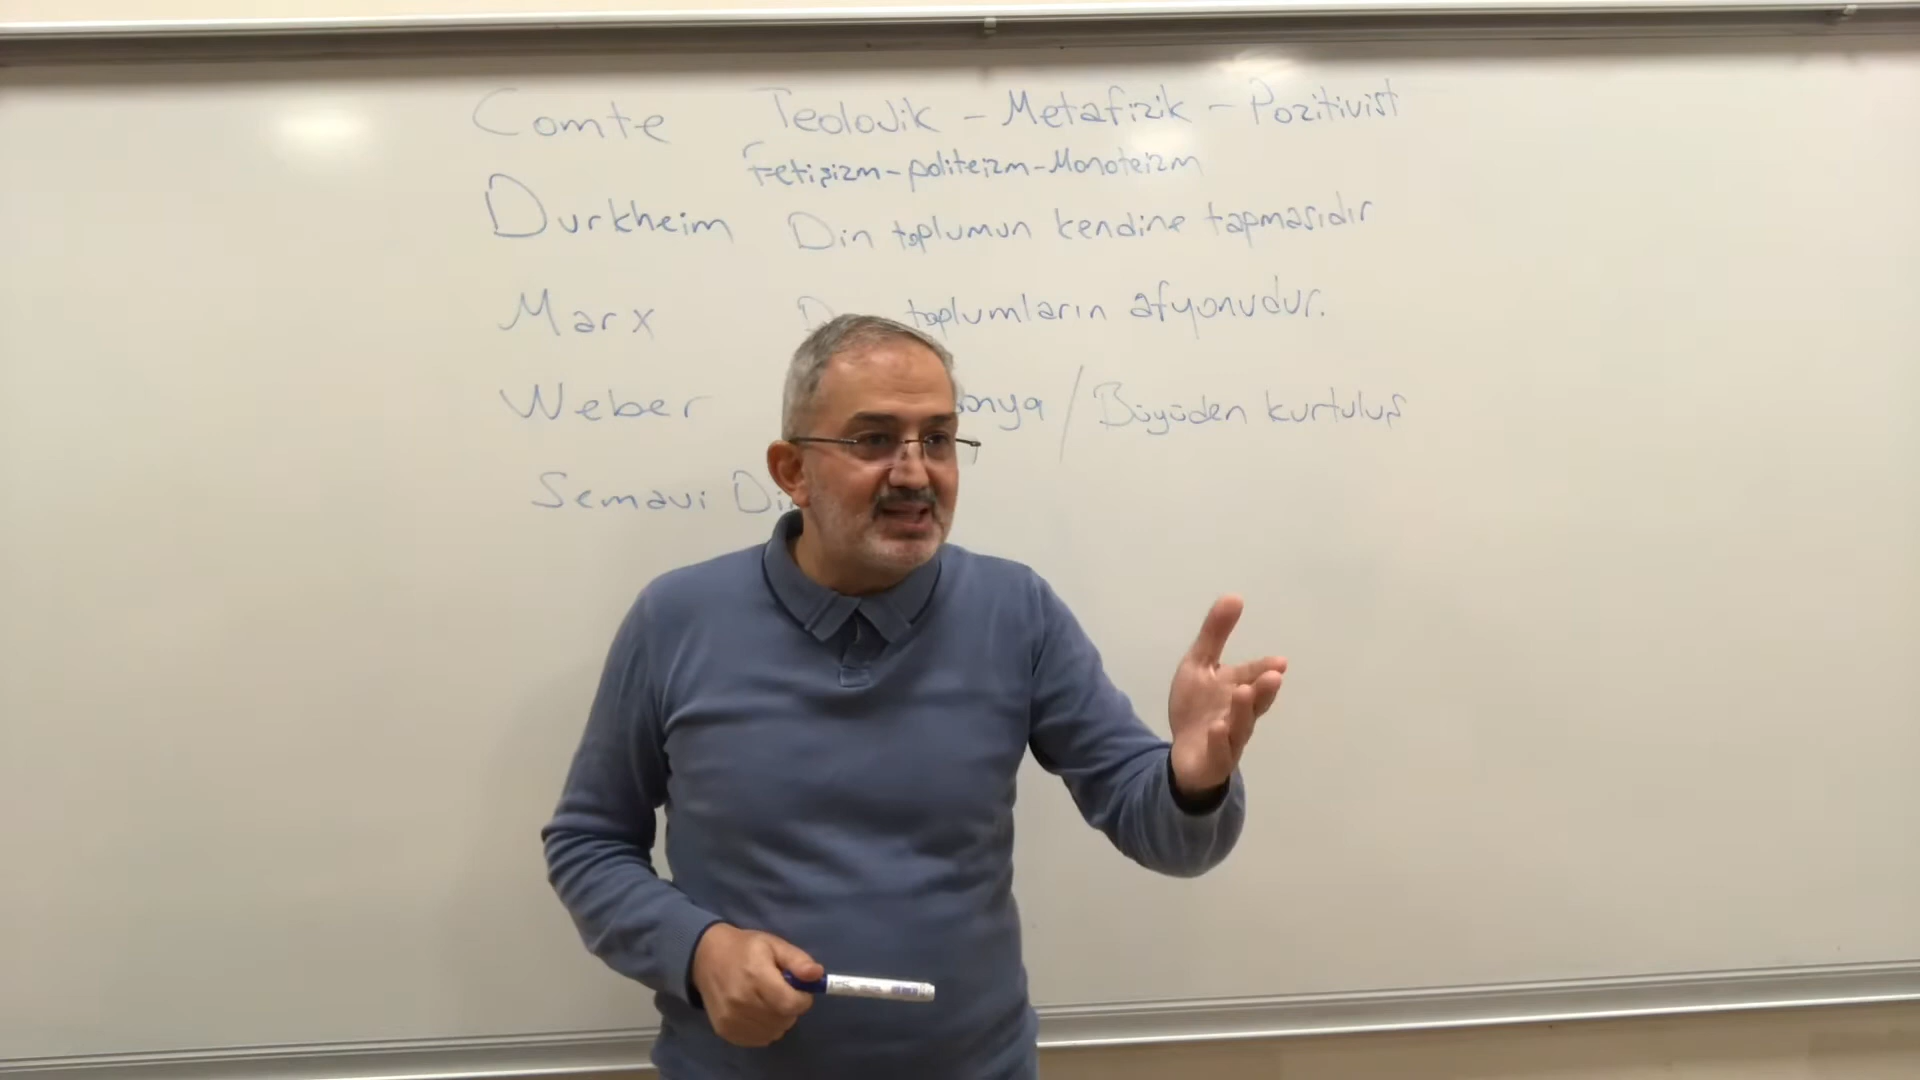 Comte Teolojik - Metafizik - Pozitivist
Fetişizm - politeizm - Monoteizm
Durkheim Din toplumun kendine tapmasıdır
Marx toplumların afyonudur.
Weber / Büyüden kurtuluş
Semavi